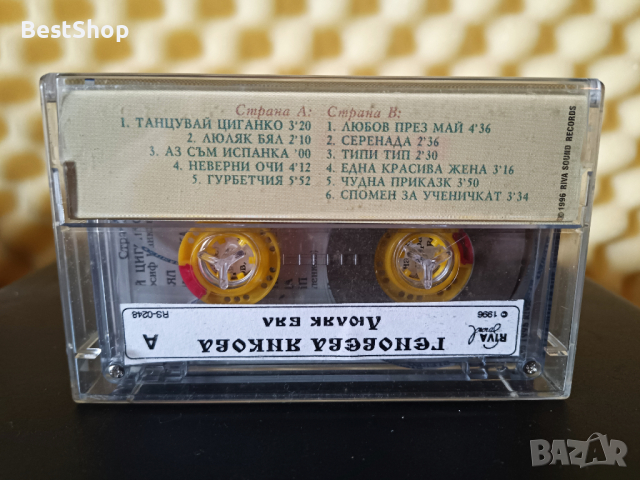 BestShop
Страна А:
1. ТАНЦУВАЙ ЦИГАНКО 3'20
2. ЛЮЛЯК БЯЛ 2'10
3. АЗ СЪМ ИСПАНКА '00
4. НЕВЕРНИ ОЧИ 4'12
5. ГУРБЕТЧИЯ 5'52
Страна В:
1. ЛЮБОВ ПРЕЗ МАЙ 4'36
2. СЕРЕНАДА 2'36
3. ТИПИ ТИП 2'30
4. ЕДНА КРАСИВА ЖЕНА 3'16
5. ЧУДНА ПРИКАЗК 3'50
6. СПОМЕН ЗА УЧЕНИЧКАТ 3'34
©1996 RIVA SOUND RECORDS
RIVA
Sound
© 1996
ГЕНОВЕВА ЯНКОВА
ЛЮЛЯК БЯЛ
A
RS-0248
BAZAR